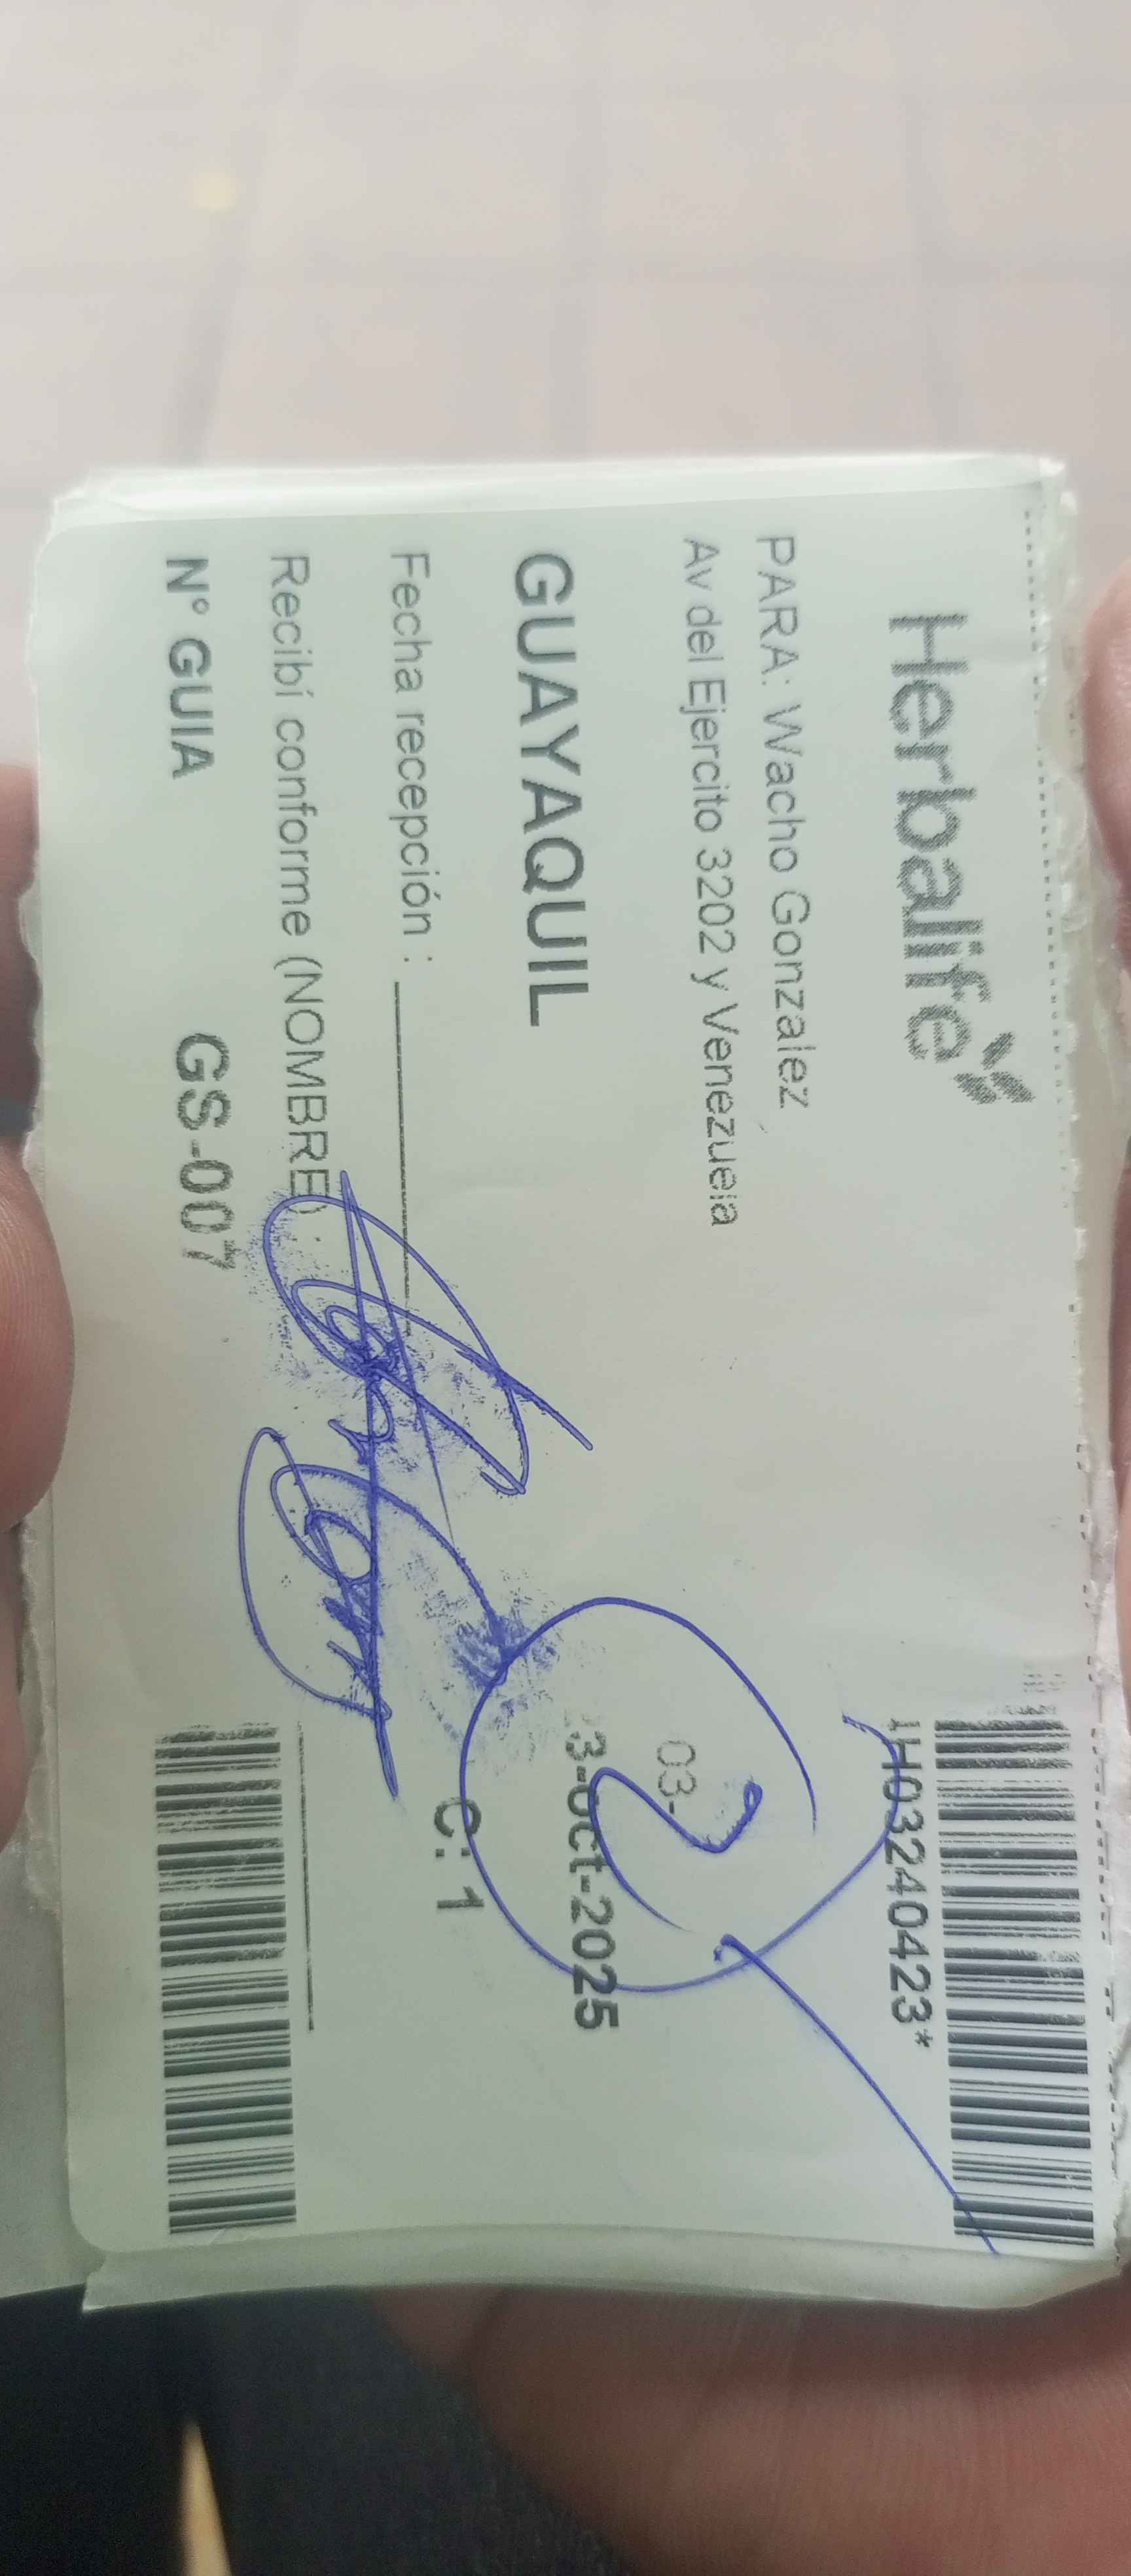 Herbalife
1H03240423*
PARA: Wacho Gonzalez
Av del Ejercito 3202 y Venezuela
03-
GUAYAQUIL
3-Oct-2025
Fecha recepción :
C: 1
Recibí conforme (NOMBRE) :
N° GUIA GS-007